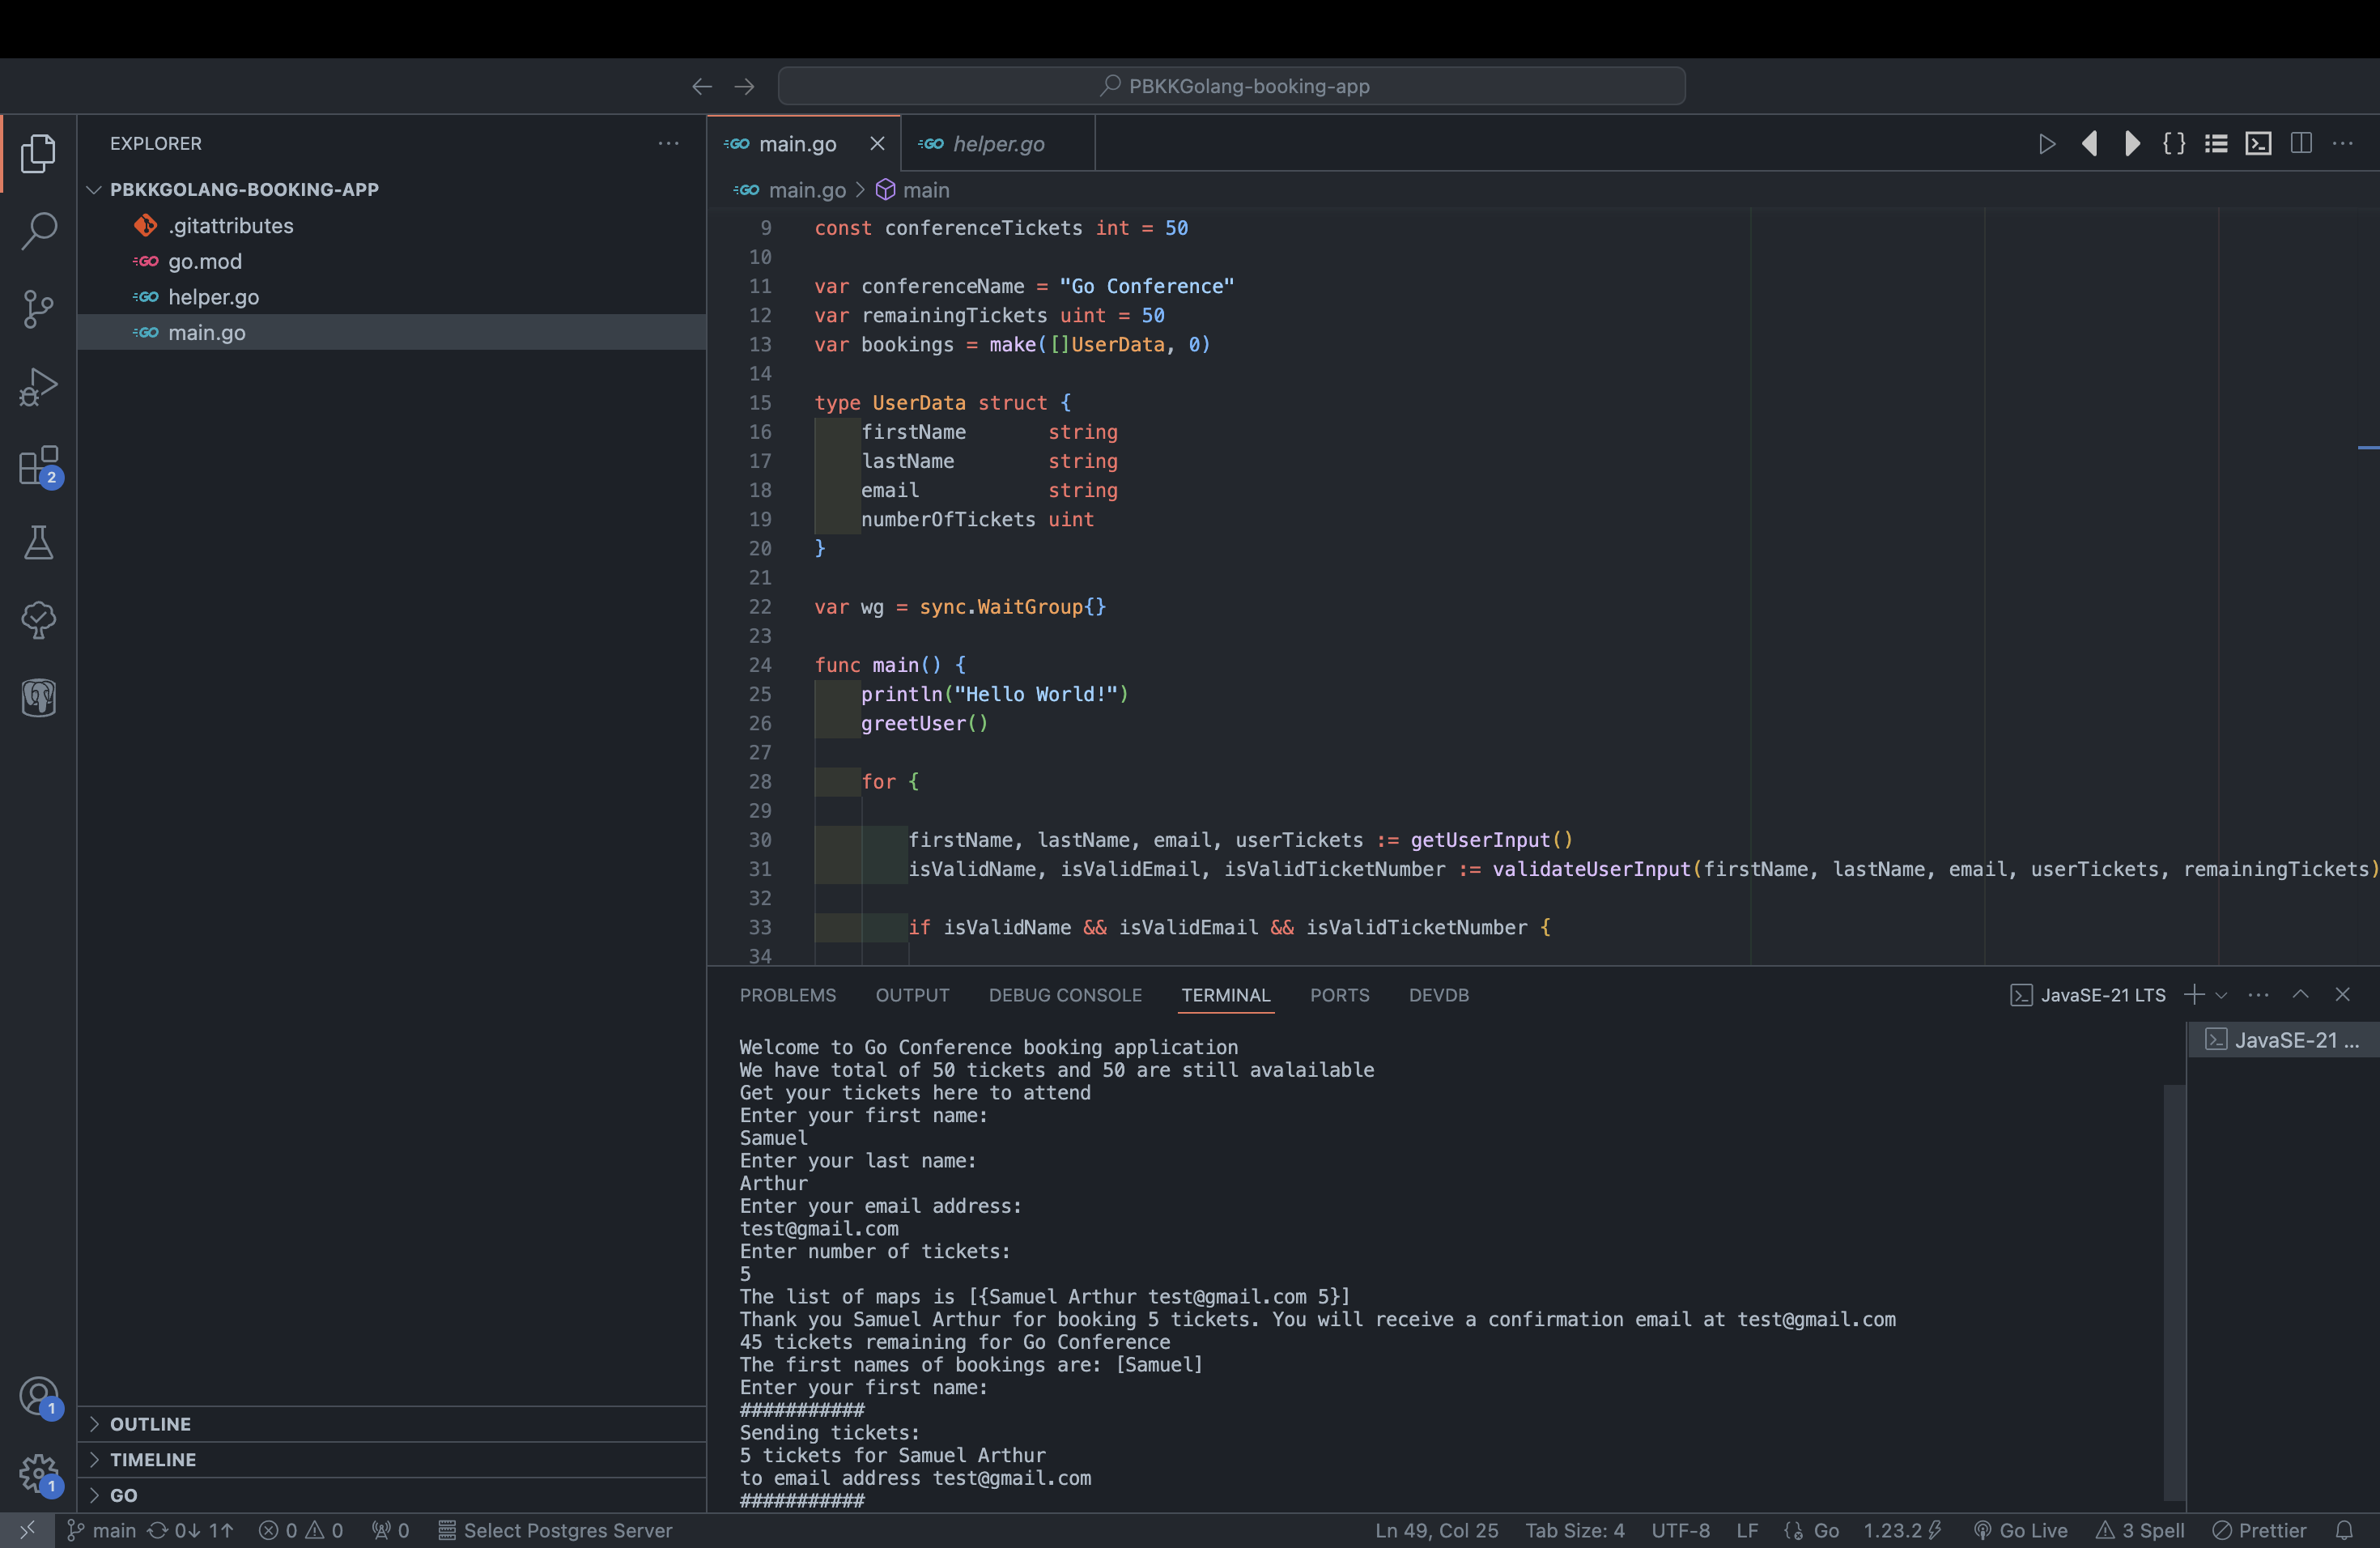 PBKKGolang-booking-app
EXPLORER
PBKKGOLANG-BOOKING-APP
.gitattributes
go.mod
helper.go
main.go
OUTLINE
TIMELINE
GO
main.go
helper.go
main.go > main
9 const conferenceTickets int = 50
10
11 var conferenceName = "Go Conference"
12 var remainingTickets uint = 50
13 var bookings = make([]UserData, 0)
14
15 type UserData struct {
16 firstName string
17 lastName string
18 email string
19 numberOfTickets uint
20 }
21
22 var wg = sync.WaitGroup{}
23
24 func main() {
25 println("Hello World!")
26 greetUser()
27
28 for {
29
30 firstName, lastName, email, userTickets := getUserInput()
31 isValidName, isValidEmail, isValidTicketNumber := validateUserInput(firstName, lastName, email, userTickets, remainingTickets)
32
33 if isValidName && isValidEmail && isValidTicketNumber {
34
PROBLEMS OUTPUT DEBUG CONSOLE TERMINAL PORTS DEVDB
JavaSE-21 LTS
JavaSE-21 ...
Welcome to Go Conference booking application
We have total of 50 tickets and 50 are still avalailable
Get your tickets here to attend
Enter your first name:
Samuel
Enter your last name:
Arthur
Enter your email address:
test@gmail.com
Enter number of tickets:
5
The list of maps is [{Samuel Arthur test@gmail.com 5}]
Thank you Samuel Arthur for booking 5 tickets. You will receive a confirmation email at test@gmail.com
45 tickets remaining for Go Conference
The first names of bookings are: [Samuel]
Enter your first name:
###########
Sending tickets:
5 tickets for Samuel Arthur
to email address test@gmail.com
###########
2
1
1
main 0↓ 1↑ 0 0 0 Select Postgres Server Ln 49, Col 25 Tab Size: 4 UTF-8 LF Go 1.23.2 Go Live 3 Spell Prettier